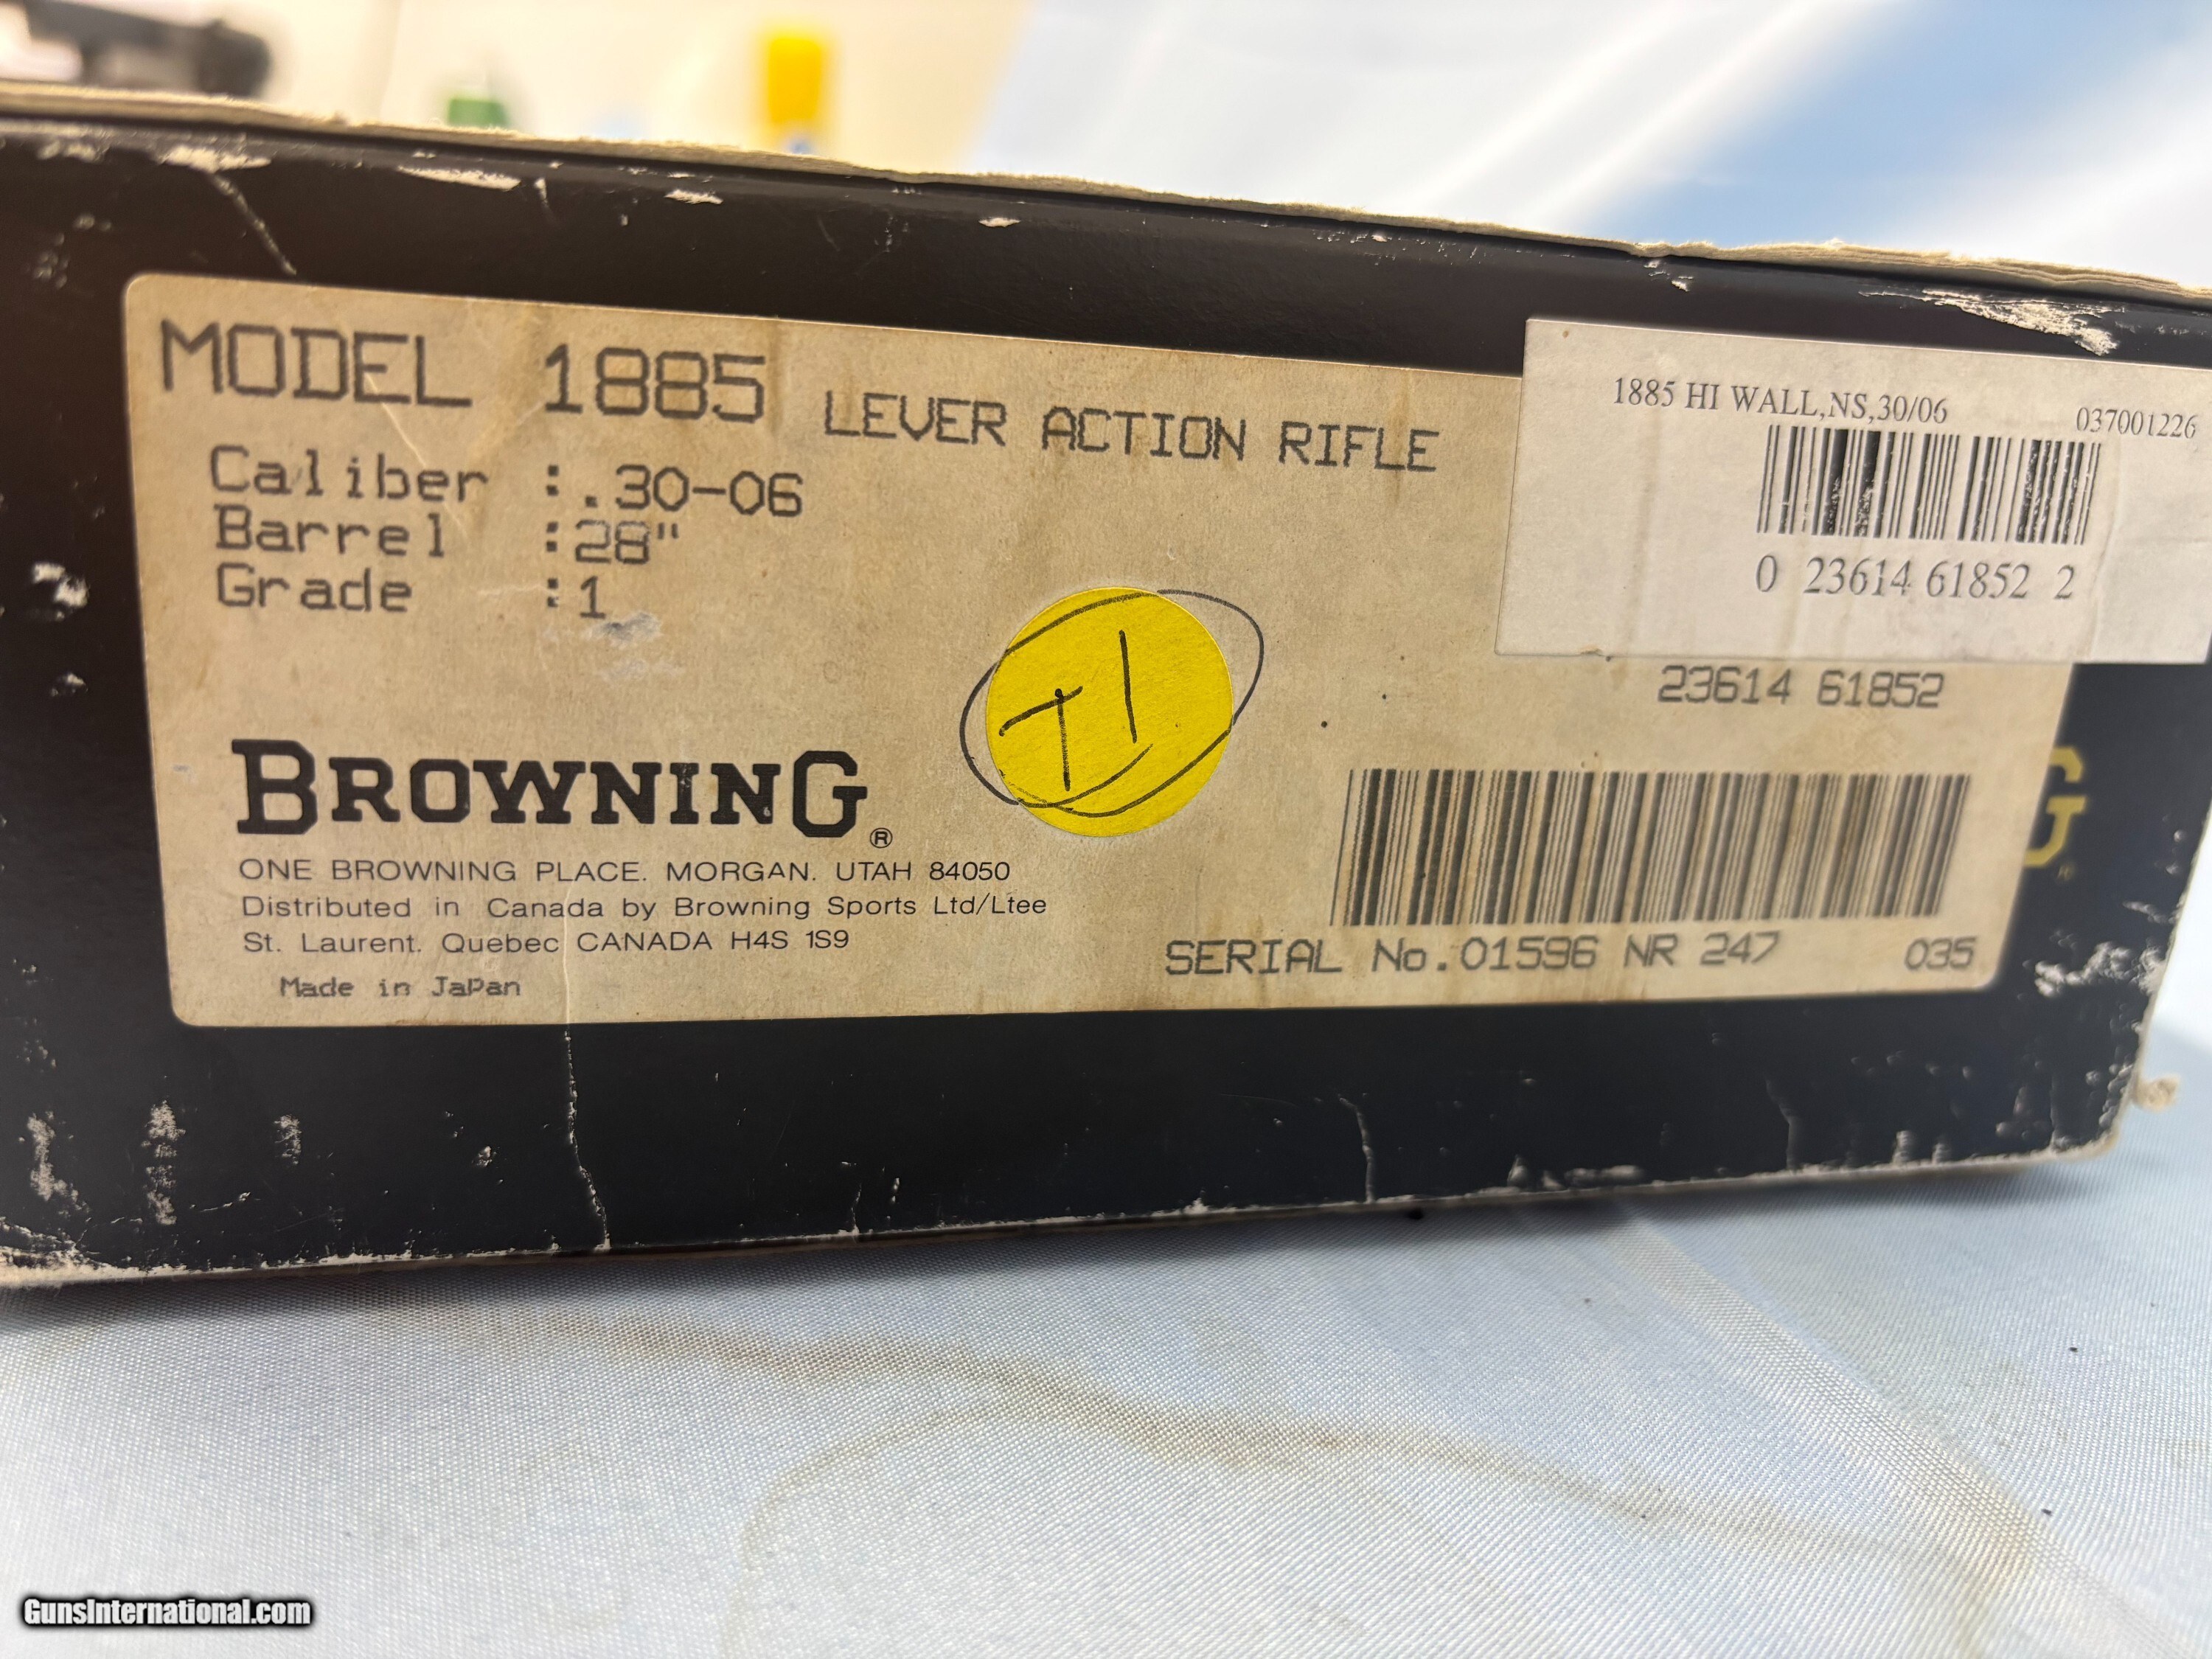 MODEL 1885 LEVER ACTION RIFLE
Caliber :.30-06
Barrel :28"
Grade :1
1885 HI WALL,NS,30/06 037001226
0 23614 61852 2
23614 61852
T1
BROWNING®
ONE BROWNING PLACE. MORGAN. UTAH 84050
Distributed in Canada by Browning Sports Ltd/Ltee
St. Laurent. Quebec CANADA H4S 1S9
Made in JaPan
SERIAL No.01596 NR 247 035
G
GunsInternational.com